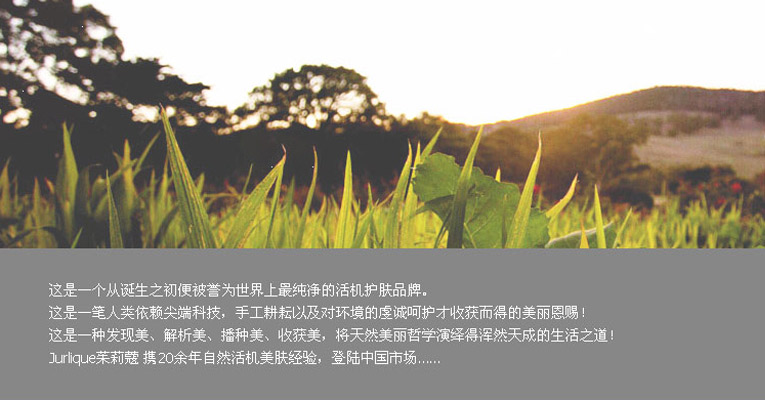 这是一个从诞生之初便被誉为世界上最纯净的活机护肤品牌。
这是一笔人类依赖尖端科技，手工耕耘以及对环境的虔诚呵护才收获而得的美丽恩赐！
这是一种发现美、解析美、播种美、收获美，将天然美丽哲学演绎得浑然天成的生活之道！
Jurlique茱莉蔻 携20余年自然活机美肤经验，登陆中国市场……